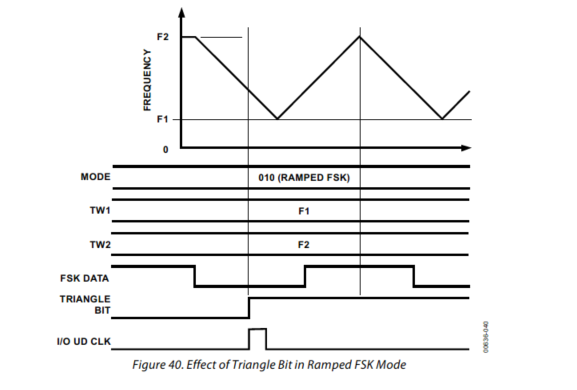 F2
FREQUENCY
F1
0
MODE
010 (RAMPED FSK)
TW1
F1
TW2
F2
FSK DATA
TRIANGLE
BIT
I/O UD CLK
00636-040
Figure 40. Effect of Triangle Bit in Ramped FSK Mode